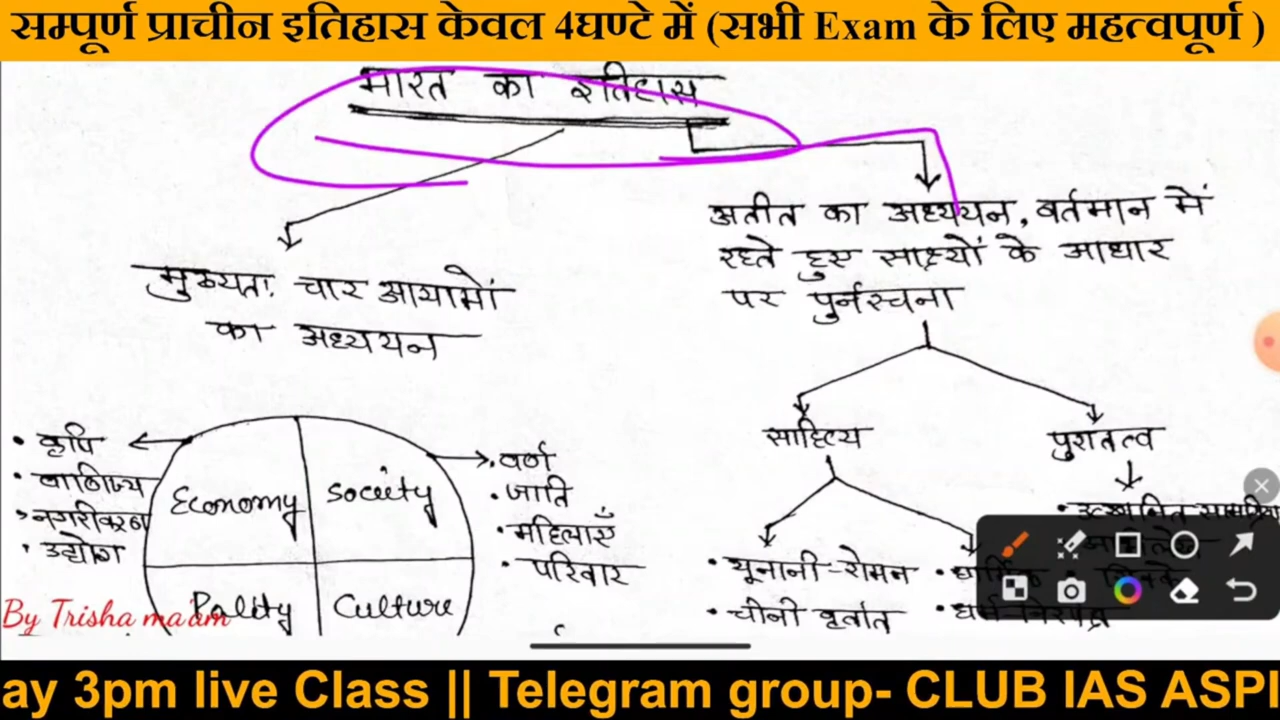 सम्पूर्ण प्राचीन इतिहास केवल 4घण्टे में (सभी Exam के लिए महत्वपूर्ण )
भारत का इतिहास
अतीत का अध्ययन, वर्तमान में
रहते हुए साक्ष्यों के आधार
पर पुर्नरचना
मुख्यतः चार आयामों
का अध्ययन
साहित्य
पुरातत्व
• कृषि
• वाणिज्य
नगरीकरण
• उद्योग
Economy
Society
Polity
Culture
• वर्ण
• जाति
• महिलाएँ
• परिवार
• यूनानी-रोमन
• चीनी वृतांत
By Trisha ma'am
ay 3pm live Class || Telegram group- CLUB IAS ASPI